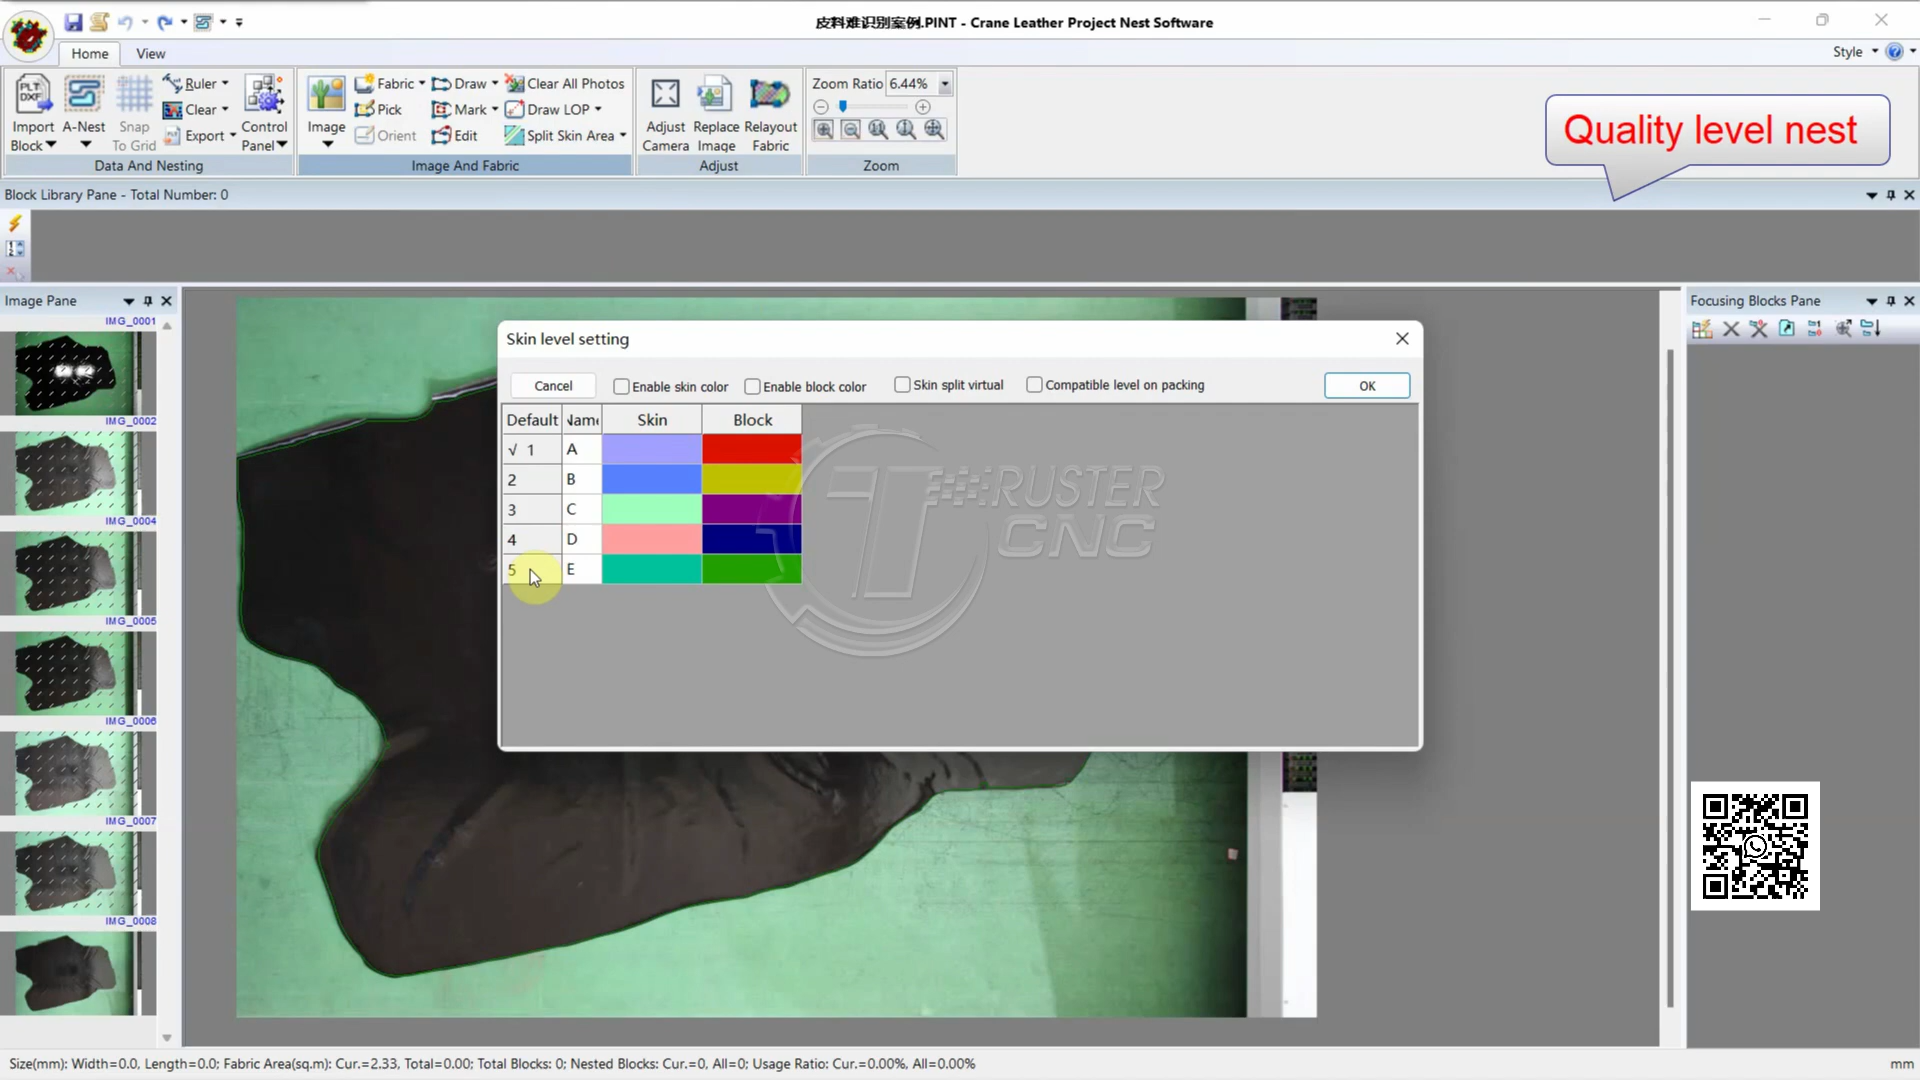 皮料难识别案例.PINT - Crane Leather Project Nest Software
Home
View
Style
PLT
DXF
Import
Block
A-Nest
Snap
To Grid
Ruler
Clear
Export
Control
Panel
Data And Nesting
Image
Fabric
Pick
Orient
Draw
Mark
Edit
Clear All Photos
Draw LOP
Split Skin Area
Image And Fabric
Adjust
Camera
Replace
Image
Relayout
Fabric
Adjust
Zoom Ratio 6.44%
Zoom
Quality level nest
Block Library Pane - Total Number: 0
Image Pane
IMG_0001
IMG_0002
IMG_0004
IMG_0005
IMG_0006
IMG_0007
IMG_0008
Skin level setting
Cancel
Enable skin color
Enable block color
Skin split virtual
Compatible level on packing
OK
Default
Skin
Block
√ 1 A
2 B
3 C
4 D
5 E
TRUSTER
CNC
Focusing Blocks Pane
Size(mm): Width=0.0, Length=0.0; Fabric Area(sq.m): Cur.=2.33, Total=0.00; Total Blocks: 0; Nested Blocks: Cur.=0, All=0; Usage Ratio: Cur.=0.00%, All=0.00%
mm